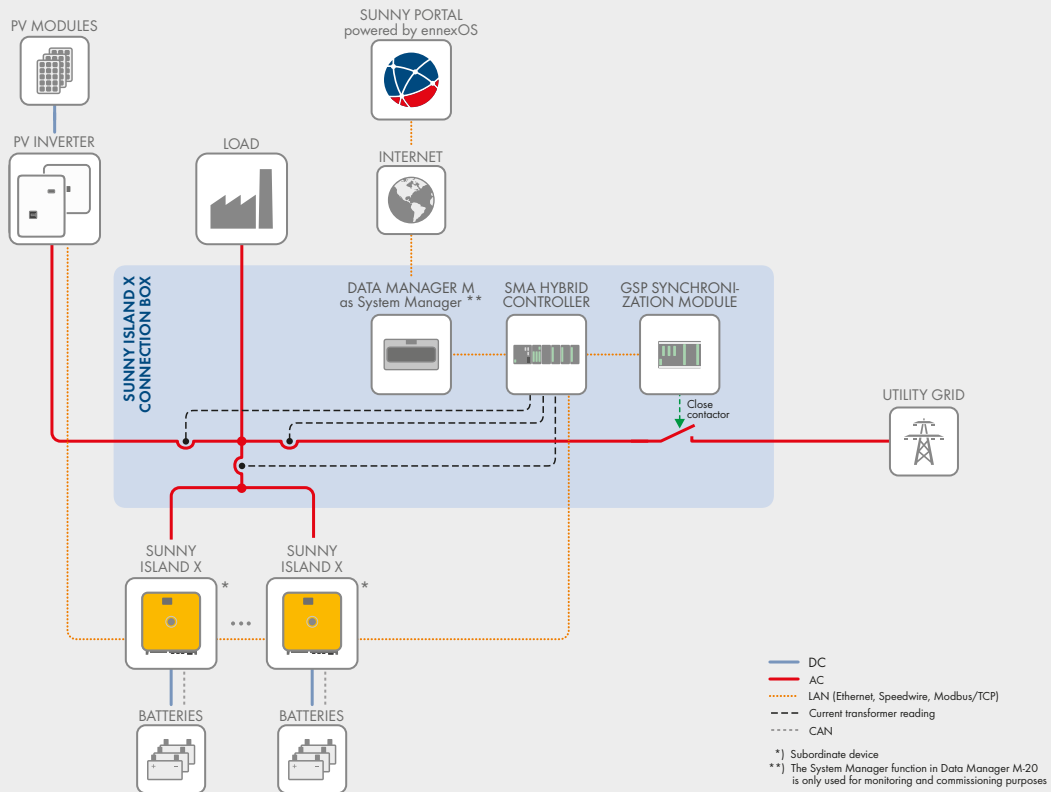 SUNNY PORTAL
powered by ennexOS
PV MODULES
PV INVERTER
LOAD
INTERNET
SUNNY ISLAND X
CONNECTION BOX
DATA MANAGER M
as System Manager **
SMA HYBRID
CONTROLLER
GSP SYNCHRONI-
ZATION MODULE
Close
contactor
UTILITY GRID
SUNNY
ISLAND X
*
...
SUNNY
ISLAND X
*
BATTERIES
BATTERIES
DC
AC
LAN (Ethernet, Speedwire, Modbus/TCP)
Current transformer reading
CAN
*) Subordinate device
**) The System Manager function in Data Manager M-20
is only used for monitoring and commissioning purposes